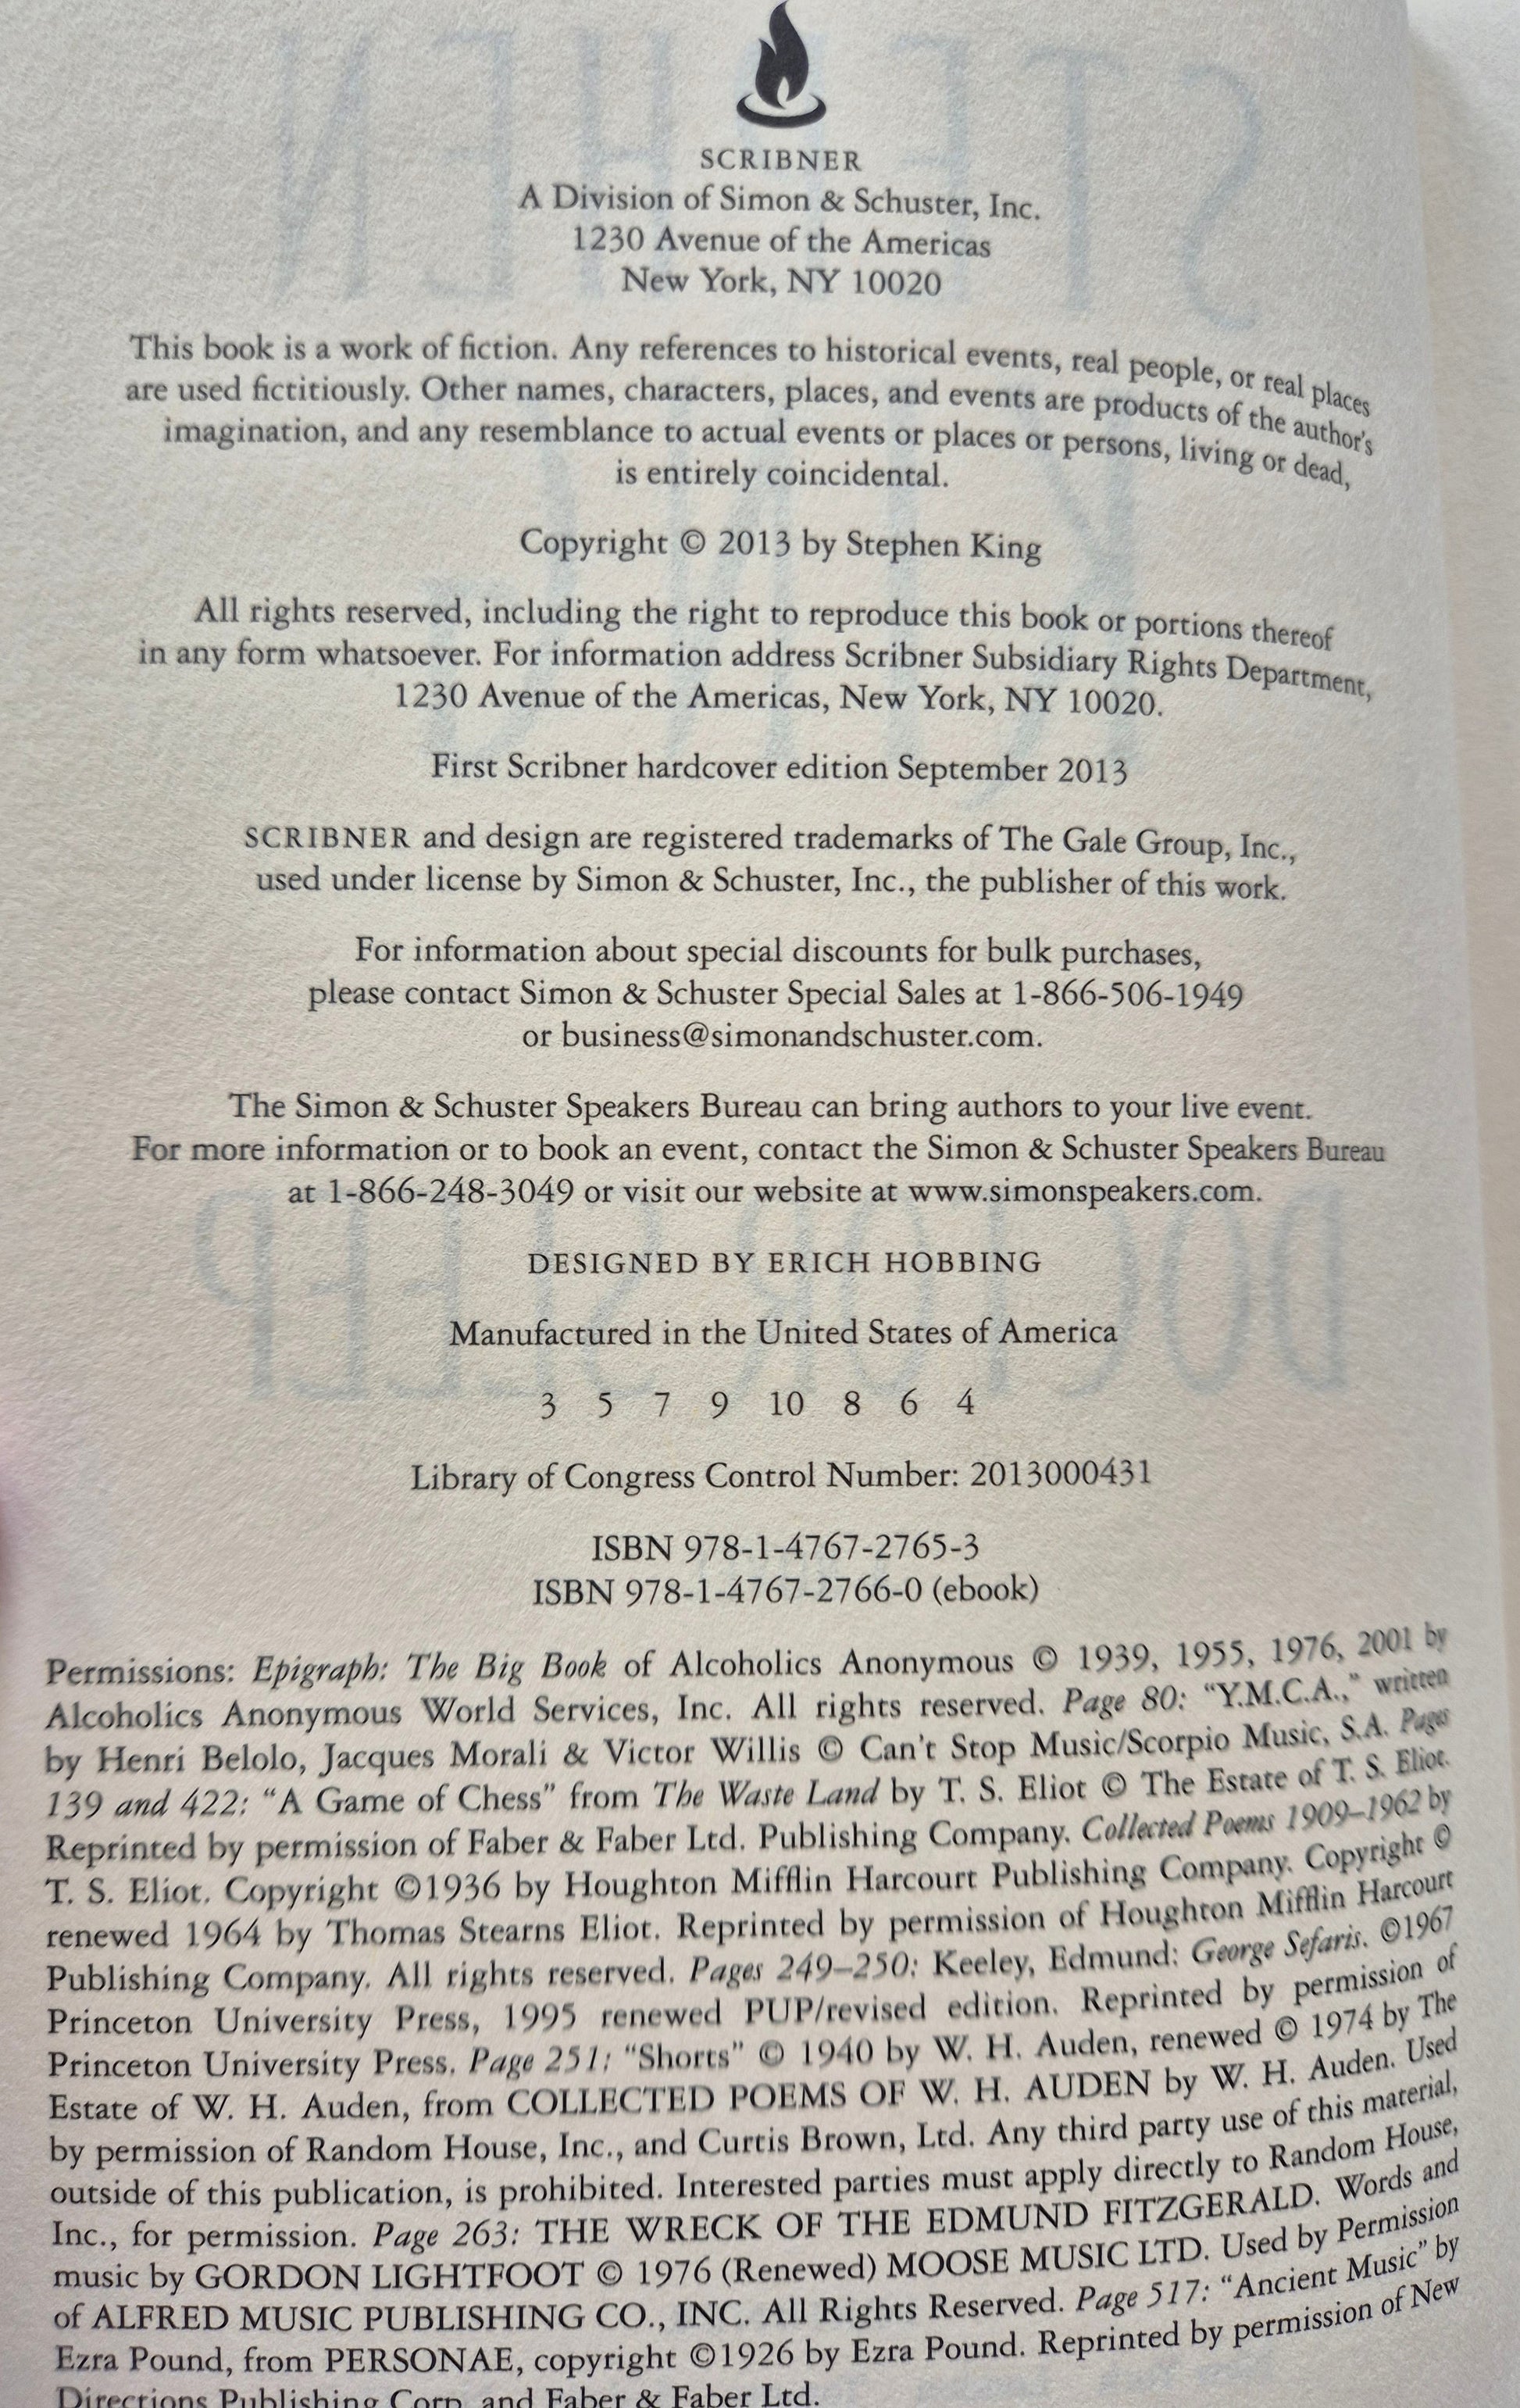 SCRIBNER
A Division of Simon & Schuster, Inc.
1230 Avenue of the Americas
New York, NY 10020
This book is a work of fiction. Any references to historical events, real people, or real places
are used fictitiously. Other names, characters, places, and events are products of the author's
imagination, and any resemblance to actual events or places or persons, living or dead,
is entirely coincidental.
Copyright © 2013 by Stephen King
All rights reserved, including the right to reproduce this book or portions thereof
in any form whatsoever. For information address Scribner Subsidiary Rights Department,
1230 Avenue of the Americas, New York, NY 10020.
First Scribner hardcover edition September 2013
SCRIBNER and design are registered trademarks of The Gale Group, Inc.,
used under license by Simon & Schuster, Inc., the publisher of this work.
For information about special discounts for bulk purchases,
please contact Simon & Schuster Special Sales at 1-866-506-1949
or business@simonandschuster.com.
The Simon & Schuster Speakers Bureau can bring authors to your live event.
For more information or to book an event, contact the Simon & Schuster Speakers Bureau
at 1-866-248-3049 or visit our website at www.simonspeakers.com.
DESIGNED BY ERICH HOBBING
Manufactured in the United States of America
3 5 7 9 10 8 6 4
Library of Congress Control Number: 2013000431
ISBN 978-1-4767-2765-3
ISBN 978-1-4767-2766-0 (ebook)
Permissions: Epigraph: The Big Book of Alcoholics Anonymous © 1939, 1955, 1976, 2001 by
Alcoholics Anonymous World Services, Inc. All rights reserved. Page 80: “Y.M.C.A.,” written
by Henri Belolo, Jacques Morali & Victor Willis © Can't Stop Music/Scorpio Music, S.A. Pages
139 and 422: “A Game of Chess” from The Waste Land by T. S. Eliot © The Estate of T. S. Eliot.
Reprinted by permission of Faber & Faber Ltd. Publishing Company. Collected Poems 1909–1962 by
T. S. Eliot. Copyright ©1936 by Houghton Mifflin Harcourt Publishing Company. Copyright ©
renewed 1964 by Thomas Stearns Eliot. Reprinted by permission of Houghton Mifflin Harcourt
Publishing Company. All rights reserved. Pages 249–250: Keeley, Edmund: George Sefaris. ©1967
Princeton University Press, 1995 renewed PUP/revised edition. Reprinted by permission of
Princeton University Press. Page 251: “Shorts” © 1940 by W. H. Auden, renewed © 1974 by The
Estate of W. H. Auden, from COLLECTED POEMS OF W. H. AUDEN by W. H. Auden. Used
by permission of Random House, Inc., and Curtis Brown, Ltd. Any third party use of this material,
outside of this publication, is prohibited. Interested parties must apply directly to Random House,
Inc., for permission. Page 263: THE WRECK OF THE EDMUND FITZGERALD. Words and
music by GORDON LIGHTFOOT © 1976 (Renewed) MOOSE MUSIC LTD. Used by Permission
of ALFRED MUSIC PUBLISHING CO., INC. All Rights Reserved. Page 517: “Ancient Music” by
Ezra Pound, from PERSONAE, copyright ©1926 by Ezra Pound. Reprinted by permission of New
Directions Publishing Corp. and Faber & Faber Ltd.
STEPHEN
KING
DOCTOR SLEEP